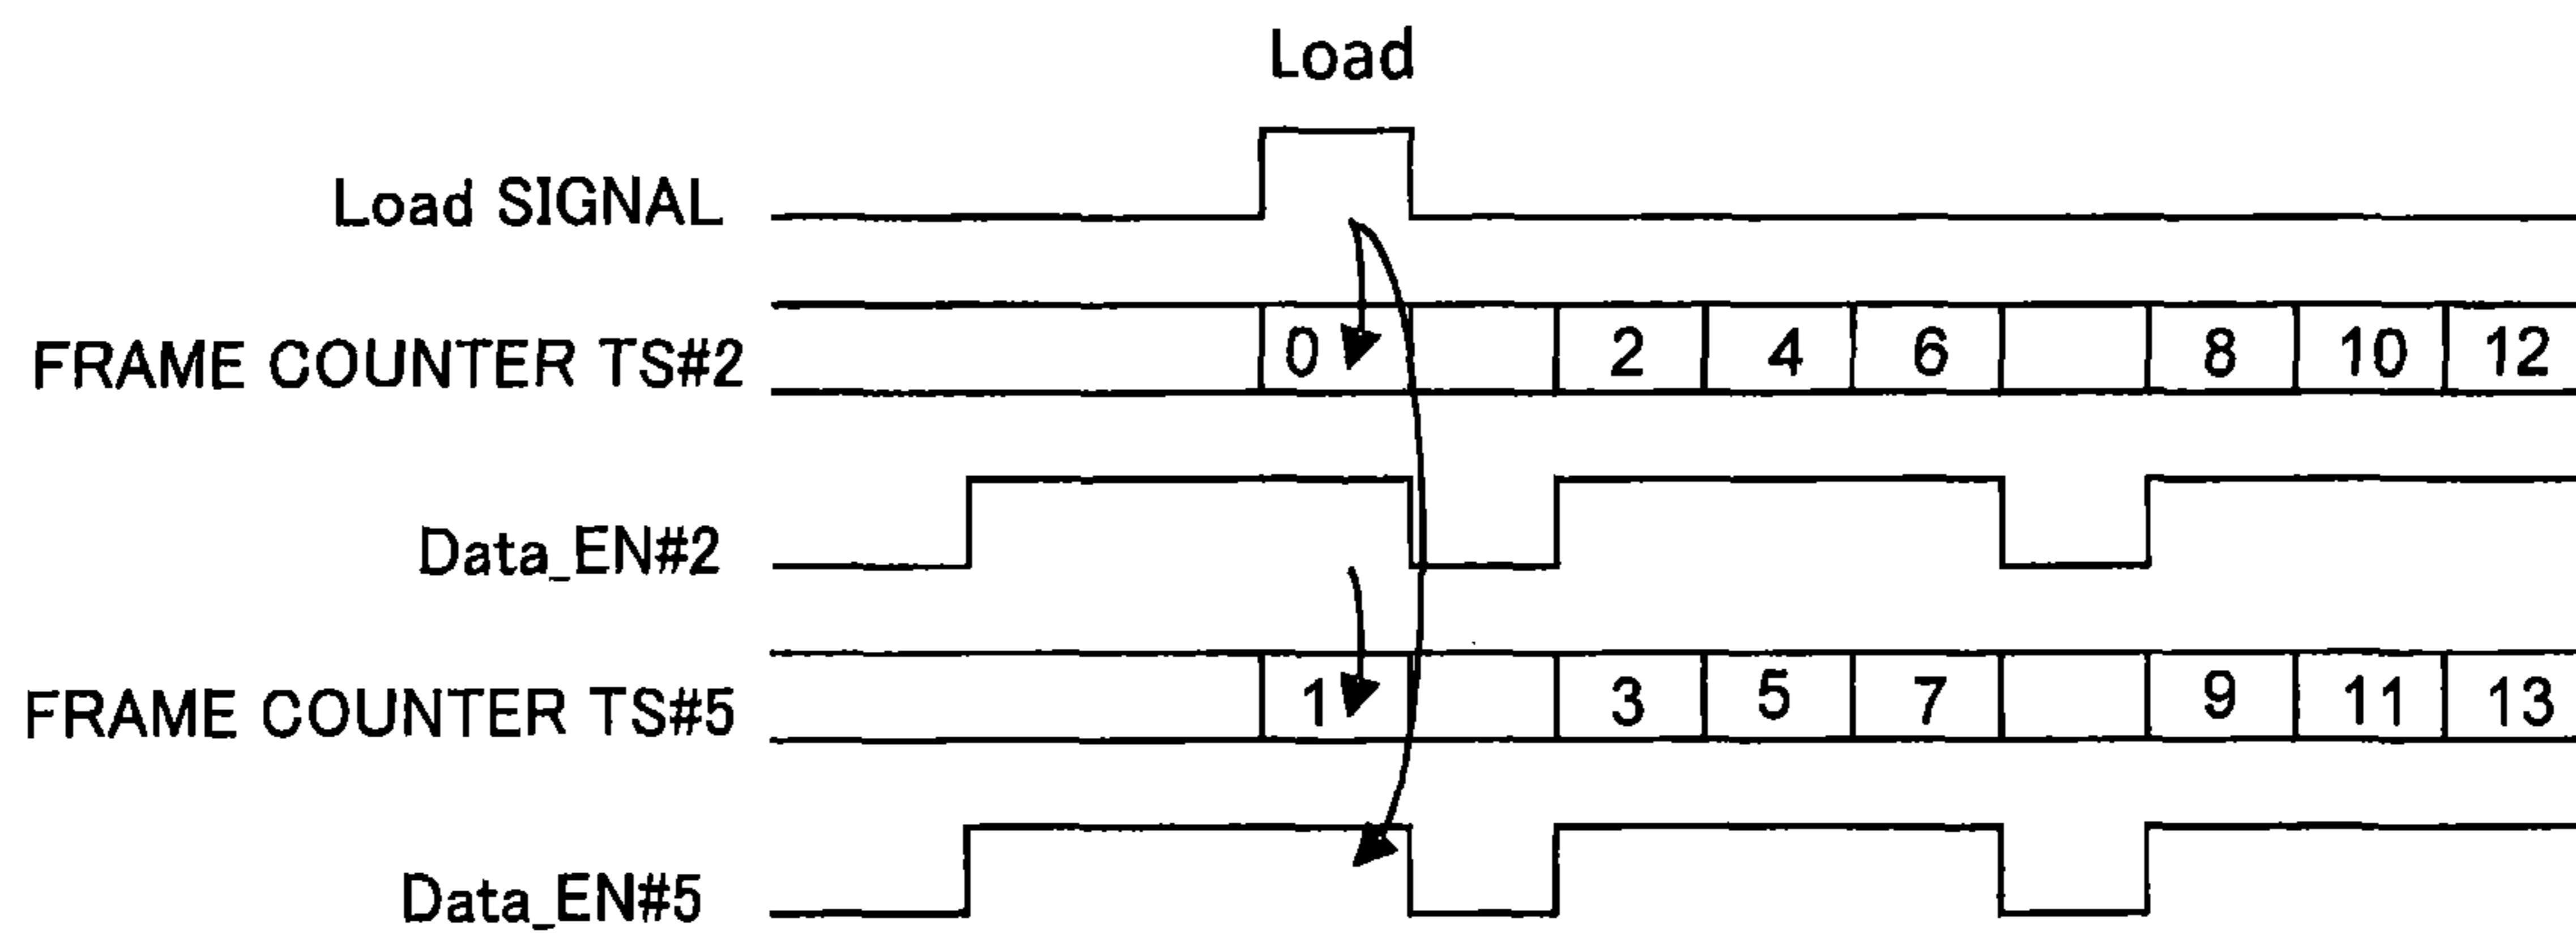 Load
Load SIGNAL
FRAME COUNTER TS#2 0 2 4 6 8 10 12
Data_EN#2
FRAME COUNTER TS#5 1 3 5 7 9 11 13
Data_EN#5